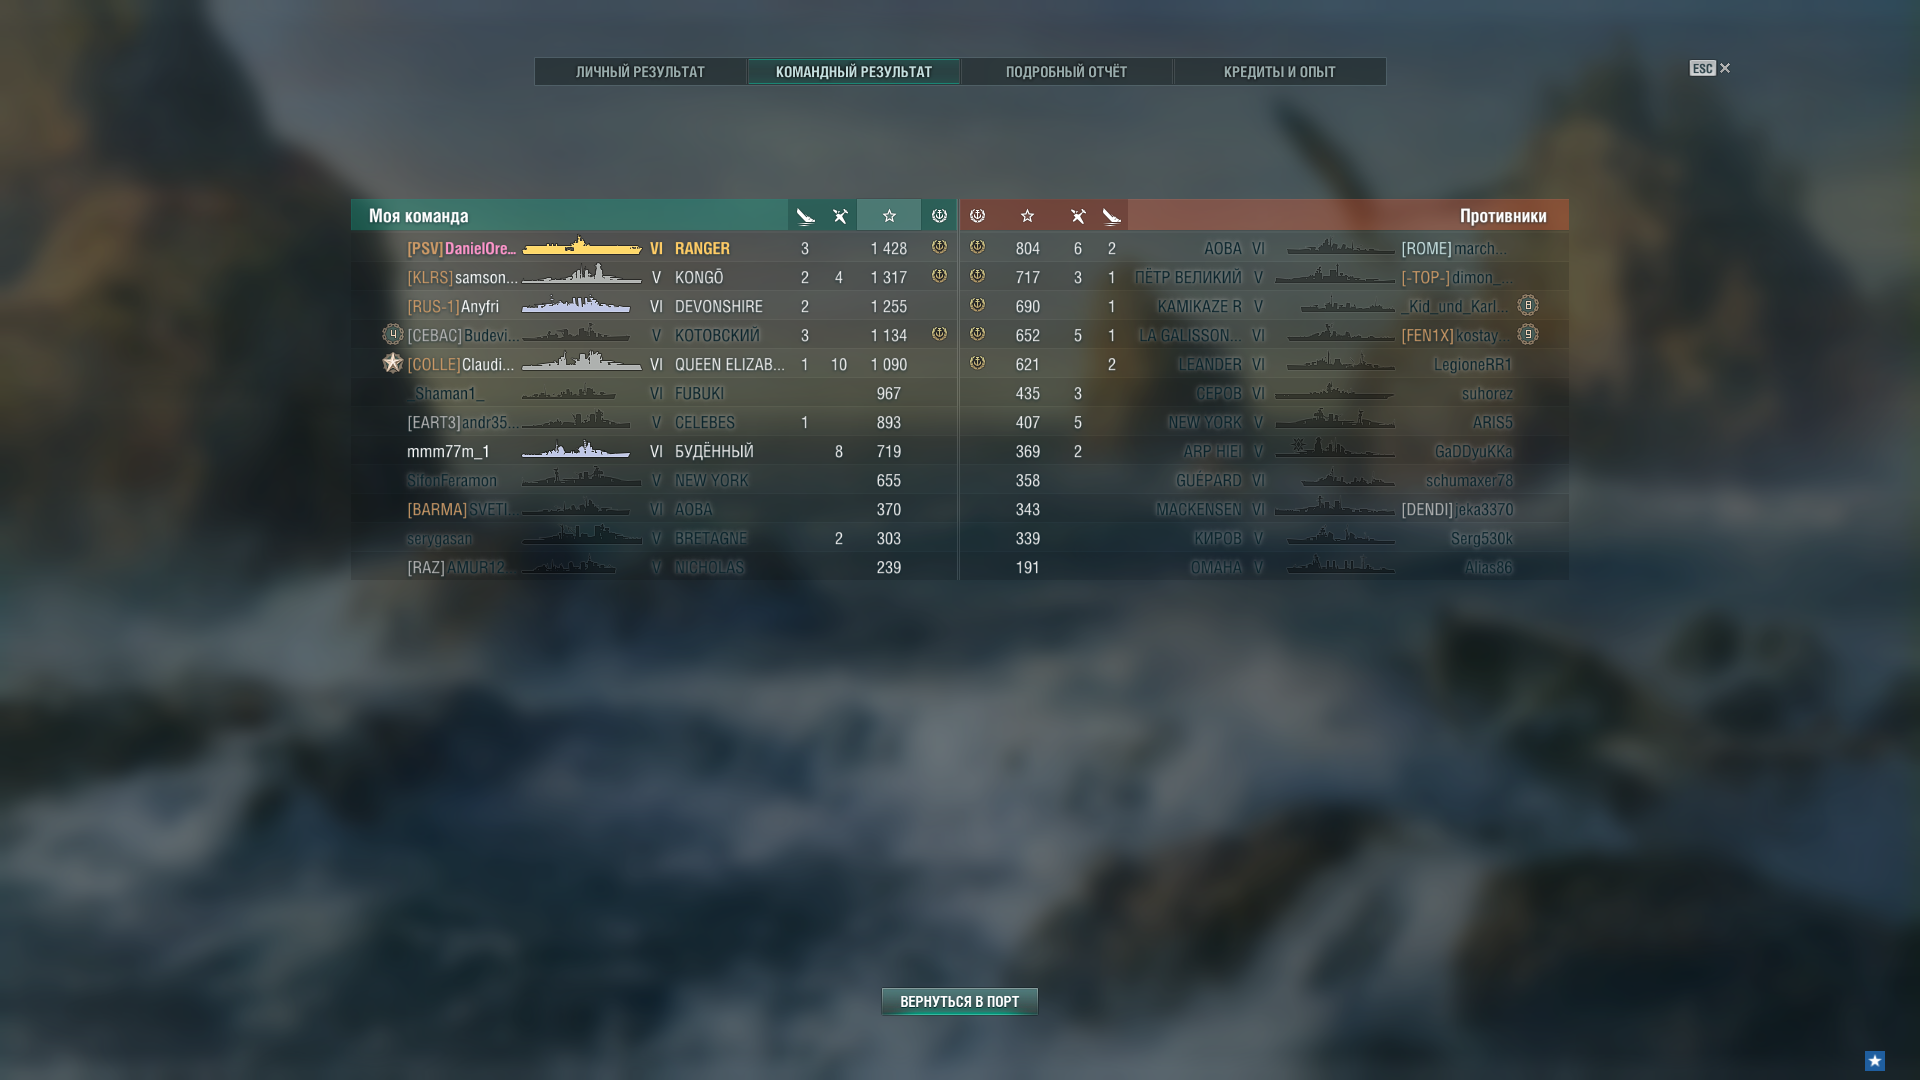 ЛИЧНЫЙ РЕЗУЛЬТАТ КОМАНДНЫЙ РЕЗУЛЬТАТ ПОДРОБНЫЙ ОТЧЁТ КРЕДИТЫ И ОПЫТ ESC
Моя команда Противники
[PSV]DanielOre... VI RANGER 3 1 428 804 6 2 AOBA VI [ROME]march...
[KLRS]samson... V KONGŌ 2 4 1 317 717 3 1 ПЁТР ВЕЛИКИЙ V [-TOP-]dimon_...
[RUS-1]Anyfri VI DEVONSHIRE 2 1 255 690 1 KAMIKAZE R V _Kid_und_Karl... 8
4 [CEBAC]Budevi... V КОТОВСКИЙ 3 1 134 652 5 1 LA GALISSON... VI [FEN1X]kostay... 9
[COLLE]Claudi... VI QUEEN ELIZAB... 1 10 1 090 621 2 LEANDER VI LegioneRR1
_Shaman1_ VI FUBUKI 967 435 3 СЕРОВ VI suhorez
[EART3]andr35... V CELEBES 1 893 407 5 NEW YORK V ARIS5
mmm77m_1 VI БУДЁННЫЙ 8 719 369 2 ARP HIEI V GaDDyuKKa
SifonFeramon V NEW YORK 655 358 GUÉPARD VI schumaxer78
[BARMA]SVETI... VI AOBA 370 343 MACKENSEN VI [DENDI]jeka3370
serygasan V BRETAGNE 2 303 339 КИРОВ V Serg530k
[RAZ]AMUR12... V NICHOLAS 239 191 OMAHA V Alias86
ВЕРНУТЬСЯ В ПОРТ